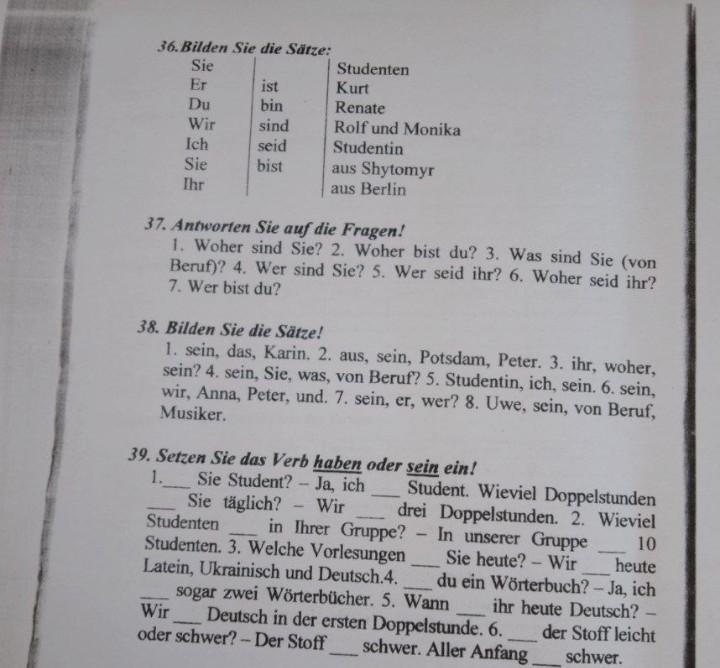 36. Bilden Sie die Sätze:
Sie Studenten
Er ist Kurt
Du bin Renate
Wir sind Rolf und Monika
Ich seid Studentin
Sie bist aus Shytomyr
Ihr aus Berlin
37. Antworten Sie auf die Fragen!
1. Woher sind Sie? 2. Woher bist du? 3. Was sind Sie (von
Beruf)? 4. Wer sind Sie? 5. Wer seid ihr? 6. Woher seid ihr?
7. Wer bist du?
38. Bilden Sie die Sätze!
1. sein, das, Karin. 2. aus, sein, Potsdam, Peter. 3. ihr, woher,
sein? 4. sein, Sie, was, von Beruf? 5. Studentin, ich, sein. 6. sein,
wir, Anna, Peter, und. 7. sein, er, wer? 8. Uwe, sein, von Beruf,
Musiker.
39. Setzen Sie das Verb haben oder sein ein!
1.___ Sie Student? – Ja, ich ___ Student. Wieviel Doppelstunden
___ Sie täglich? – Wir ___ drei Doppelstunden. 2. Wieviel
Studenten ___ in Ihrer Gruppe? – In unserer Gruppe ___ 10
Studenten. 3. Welche Vorlesungen ___ Sie heute? – Wir ___ heute
Latein, Ukrainisch und Deutsch.4. ___ du ein Wörterbuch? – Ja, ich
___ sogar zwei Wörterbücher. 5. Wann ___ ihr heute Deutsch? –
Wir ___ Deutsch in der ersten Doppelstunde. 6. ___ der Stoff leicht
oder schwer? – Der Stoff ___ schwer. Aller Anfang ___ schwer.